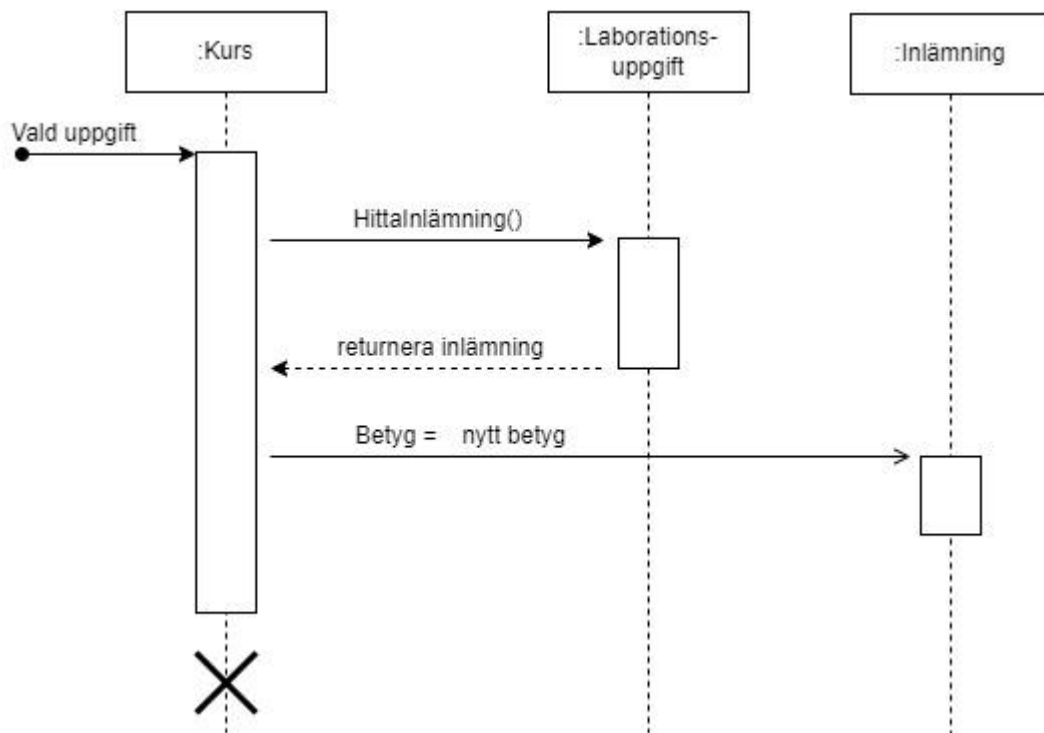 :Kurs
:Laborations-
uppgift
:Inlämning
Vald uppgift
HittaInlämning()
returnera inlämning
Betyg = nytt betyg